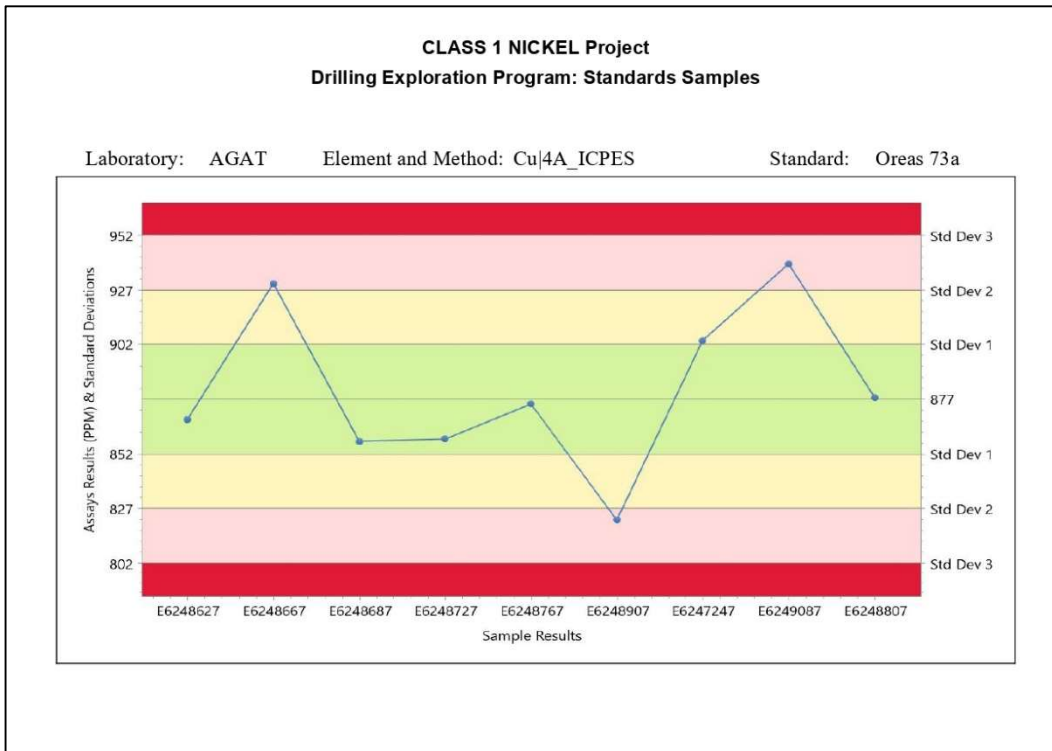 CLASS 1 NICKEL Project
Drilling Exploration Program: Standards Samples
Laboratory: AGAT Element and Method: Cu|4A_ICPES Standard: Oreas 73a
Assays Results (PPM) & Standard Deviations
952
927
902
852
827
802
Std Dev 3
Std Dev 2
Std Dev 1
877
Std Dev 1
Std Dev 2
Std Dev 3
E6248627 E6248667 E6248687 E6248727 E6248767 E6248907 E6247247 E6249087 E6248807
Sample Results